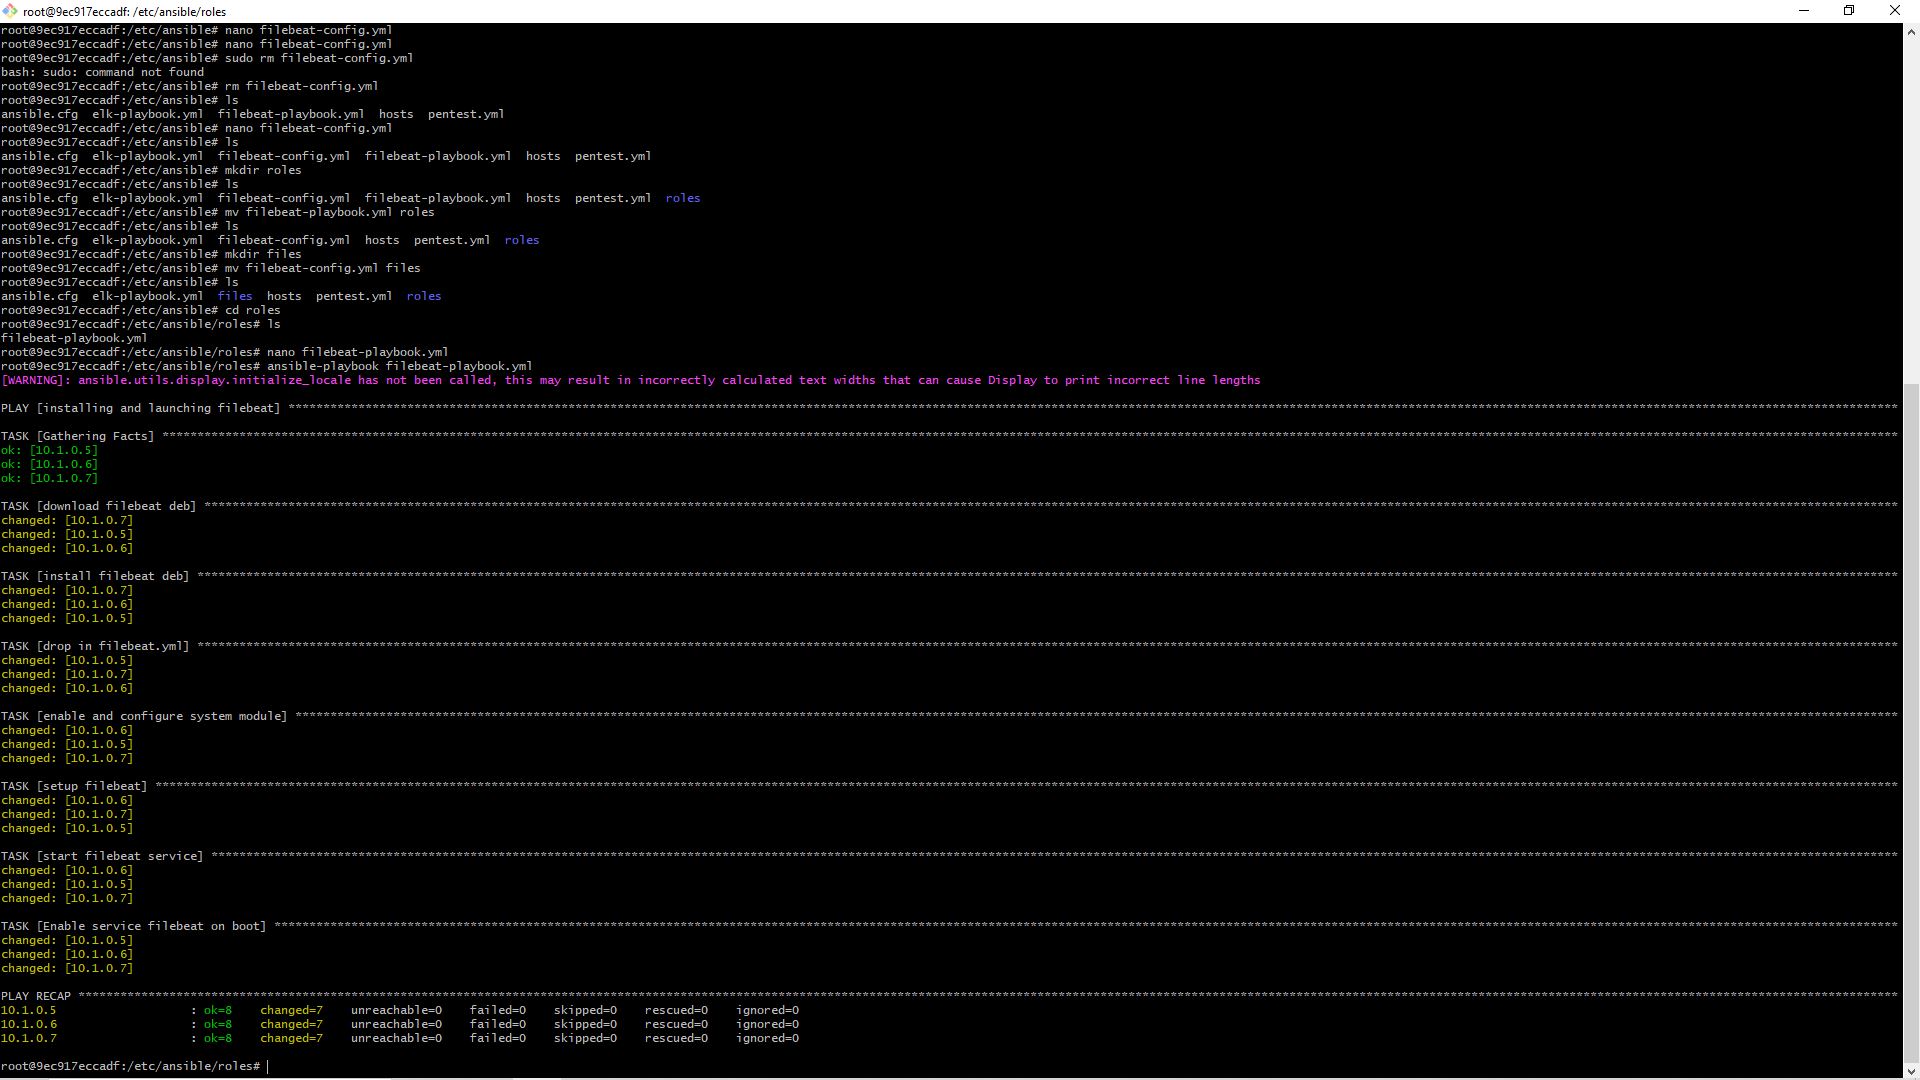 root@9ec917eccadf: /etc/ansible/roles
root@9ec917eccadf:/etc/ansible# nano filebeat-config.yml
root@9ec917eccadf:/etc/ansible# nano filebeat-config.yml
root@9ec917eccadf:/etc/ansible# sudo rm filebeat-config.yml
bash: sudo: command not found
root@9ec917eccadf:/etc/ansible# rm filebeat-config.yml
root@9ec917eccadf:/etc/ansible# ls
ansible.cfg  elk-playbook.yml  filebeat-playbook.yml  hosts  pentest.yml
root@9ec917eccadf:/etc/ansible# nano filebeat-config.yml
root@9ec917eccadf:/etc/ansible# ls
ansible.cfg  elk-playbook.yml  filebeat-config.yml  filebeat-playbook.yml  hosts  pentest.yml
root@9ec917eccadf:/etc/ansible# mkdir roles
root@9ec917eccadf:/etc/ansible# ls
ansible.cfg  elk-playbook.yml  filebeat-config.yml  filebeat-playbook.yml  hosts  pentest.yml  roles
root@9ec917eccadf:/etc/ansible# mv filebeat-playbook.yml roles
root@9ec917eccadf:/etc/ansible# ls
ansible.cfg  elk-playbook.yml  filebeat-config.yml  hosts  pentest.yml  roles
root@9ec917eccadf:/etc/ansible# mkdir files
root@9ec917eccadf:/etc/ansible# mv filebeat-config.yml files
root@9ec917eccadf:/etc/ansible# ls
ansible.cfg  elk-playbook.yml  files  hosts  pentest.yml  roles
root@9ec917eccadf:/etc/ansible# cd roles
root@9ec917eccadf:/etc/ansible/roles# ls
filebeat-playbook.yml
root@9ec917eccadf:/etc/ansible/roles# nano filebeat-playbook.yml
root@9ec917eccadf:/etc/ansible/roles# ansible-playbook filebeat-playbook.yml
[WARNING]: ansible.utils.display.initialize_locale has not been called, this may result in incorrectly calculated text widths that can cause Display to print incorrect line lengths
PLAY [installing and launching filebeat] ****************************************
TASK [Gathering Facts] ****************************************
ok: [10.1.0.5]
ok: [10.1.0.6]
ok: [10.1.0.7]
TASK [download filebeat deb] ****************************************
changed: [10.1.0.7]
changed: [10.1.0.5]
changed: [10.1.0.6]
TASK [install filebeat deb] ****************************************
changed: [10.1.0.7]
changed: [10.1.0.6]
changed: [10.1.0.5]
TASK [drop in filebeat.yml] ****************************************
changed: [10.1.0.5]
changed: [10.1.0.7]
changed: [10.1.0.6]
TASK [enable and configure system module] ****************************************
changed: [10.1.0.6]
changed: [10.1.0.5]
changed: [10.1.0.7]
TASK [setup filebeat] ****************************************
changed: [10.1.0.6]
changed: [10.1.0.7]
changed: [10.1.0.5]
TASK [start filebeat service] ****************************************
changed: [10.1.0.6]
changed: [10.1.0.5]
changed: [10.1.0.7]
TASK [Enable service filebeat on boot] ****************************************
changed: [10.1.0.5]
changed: [10.1.0.6]
changed: [10.1.0.7]
PLAY RECAP ****************************************
10.1.0.5 : ok=8 changed=7 unreachable=0 failed=0 skipped=0 rescued=0 ignored=0
10.1.0.6 : ok=8 changed=7 unreachable=0 failed=0 skipped=0 rescued=0 ignored=0
10.1.0.7 : ok=8 changed=7 unreachable=0 failed=0 skipped=0 rescued=0 ignored=0
root@9ec917eccadf:/etc/ansible/roles#